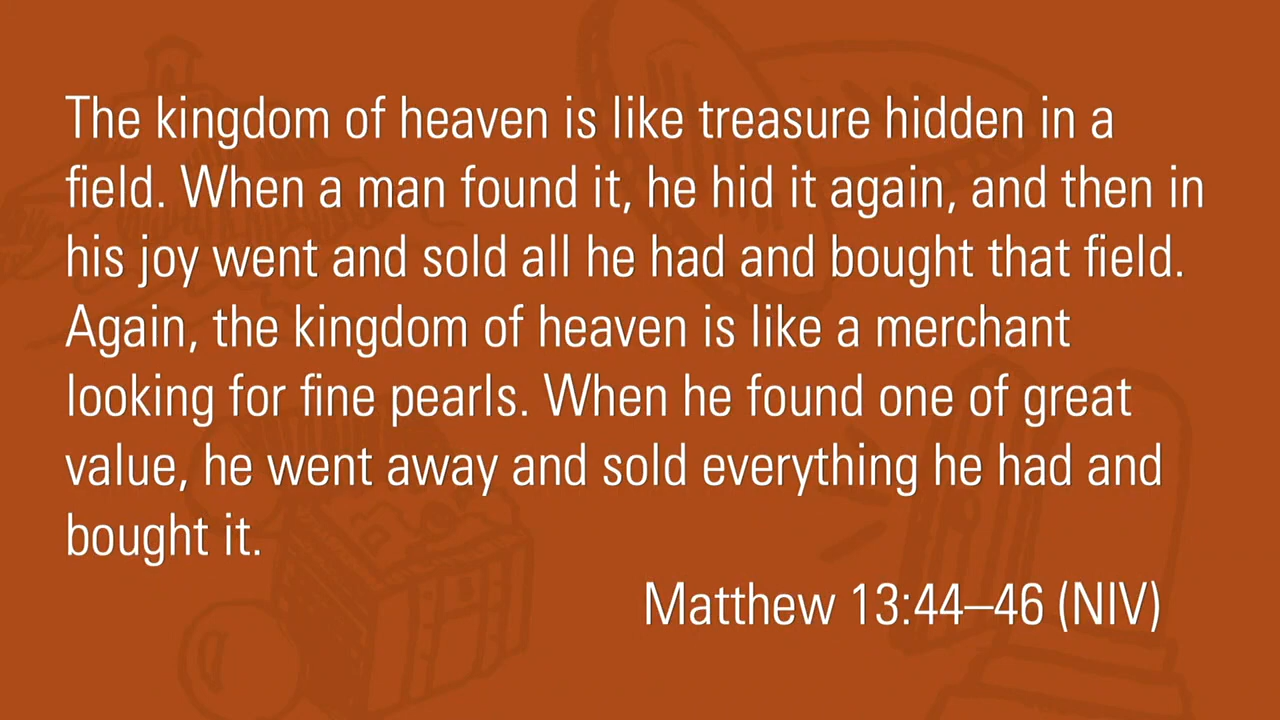 The kingdom of heaven is like treasure hidden in a
field. When a man found it, he hid it again, and then in
his joy went and sold all he had and bought that field.
Again, the kingdom of heaven is like a merchant
looking for fine pearls. When he found one of great
value, he went away and sold everything he had and
bought it.
Matthew 13:44–46 (NIV)